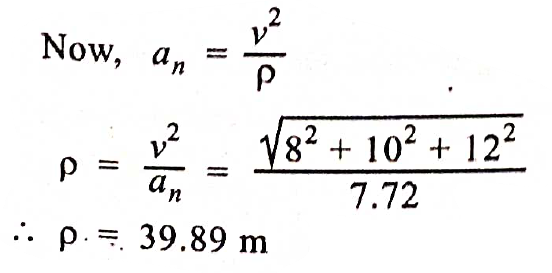 Now, aₙ = v²/ρ
ρ = v²/aₙ = √(8² + 10² + 12²)/7.72
∴ ρ = 39.89 m